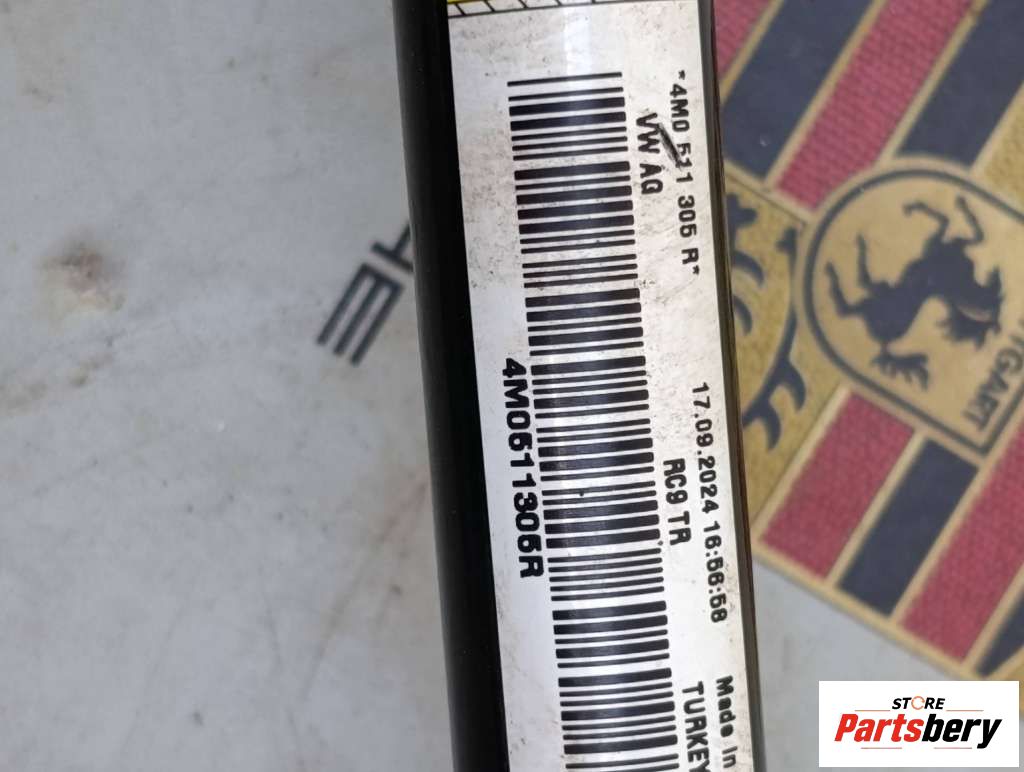 *4M0 511 305 R*
VW AG
17.09.2024 16:56:58
RC9 TR
Made In
TURKEY
4M0511305R
TGART
STORE
Partsbery